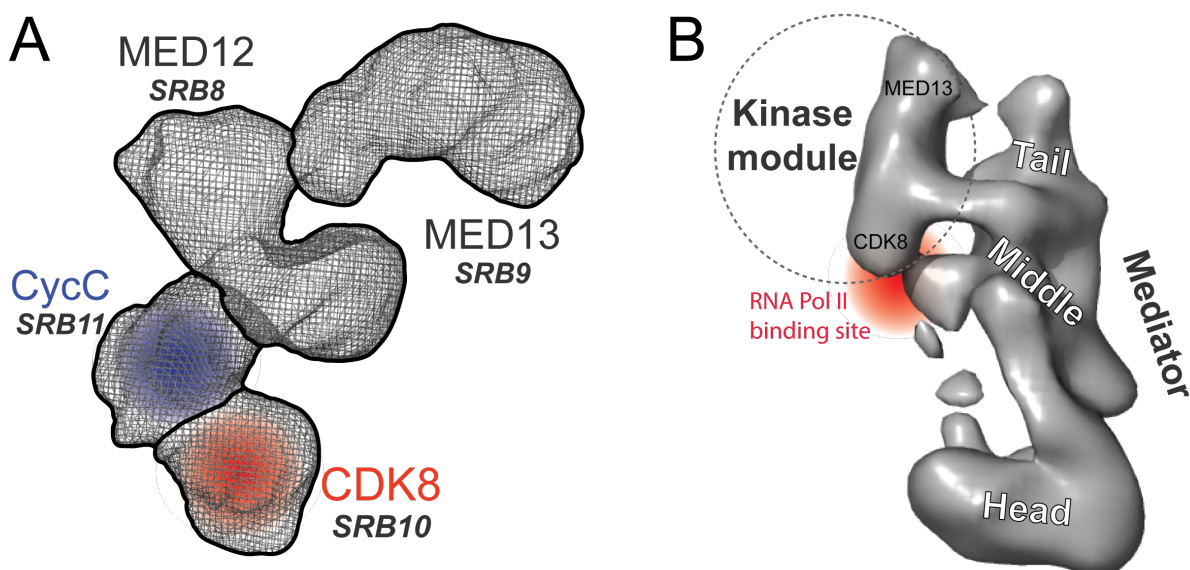 A
MED12
SRB8
MED13
SRB9
CycC
SRB11
CDK8
SRB10
B
Kinase
module
MED13
CDK8
RNA Pol II
binding site
Tail
Middle
Mediator
Head